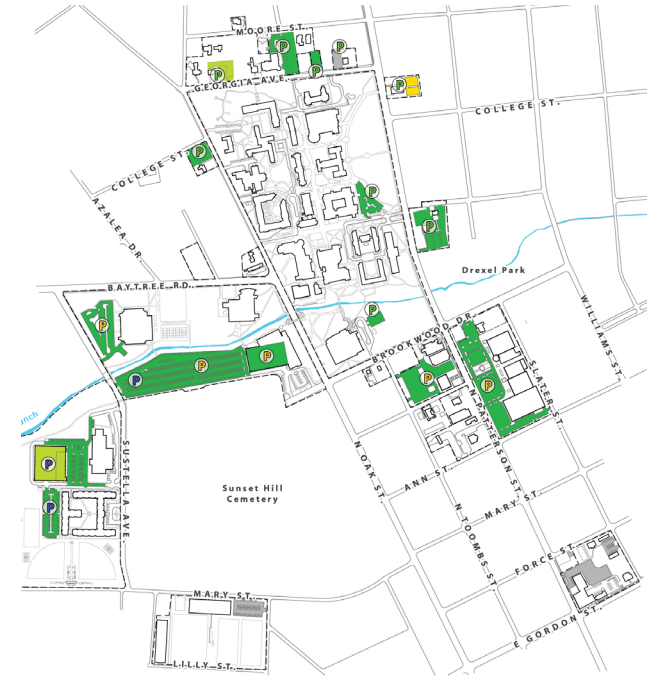 MOORE ST.
P
P
P
P
GEORGIA AVE.
P
COLLEGE ST.
P
COLLEGE ST.
P
AZALEA DR.
P
Drexel Park
BAYTREE RD.
P
P
BROOKWOOD DR.
WILLIAMS ST.
P
P
P
P
P
SLATER ST.
N PATTERSON ST.
SUSTELLA AVE.
P
P
N OAK ST.
ANN ST.
Sunset Hill
Cemetery
MARY ST.
N TOOMBS ST.
FORCE ST.
MARY ST.
E GORDON ST.
LILLY ST.